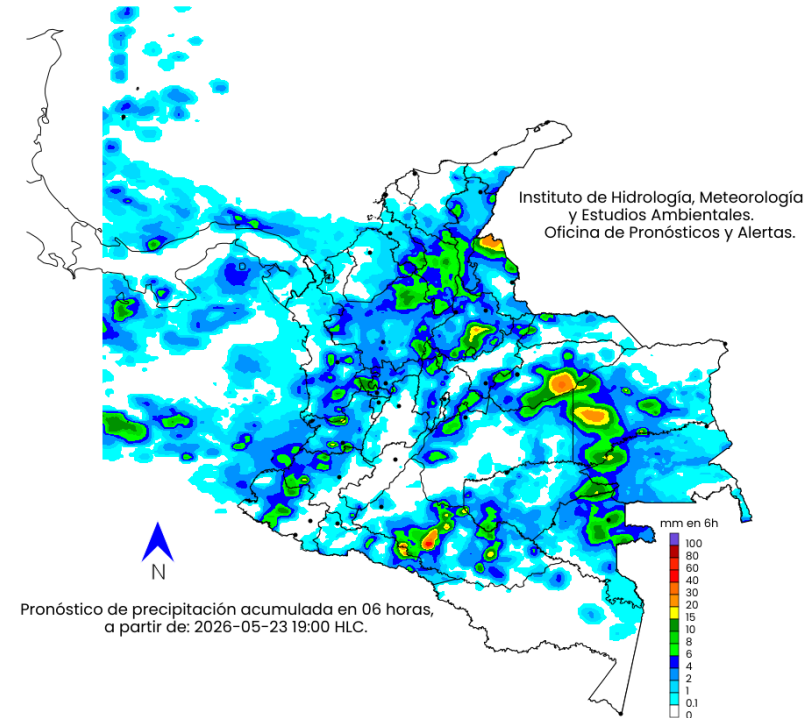 Instituto de Hidrología, Meteorología
y Estudios Ambientales.
Oficina de Pronósticos y Alertas.
mm en 6h
100
80
60
40
30
20
15
10
8
6
4
2
1
0.1
0
N
Pronóstico de precipitación acumulada en 06 horas,
a partir de: 2026-05-23 19:00 HLC.